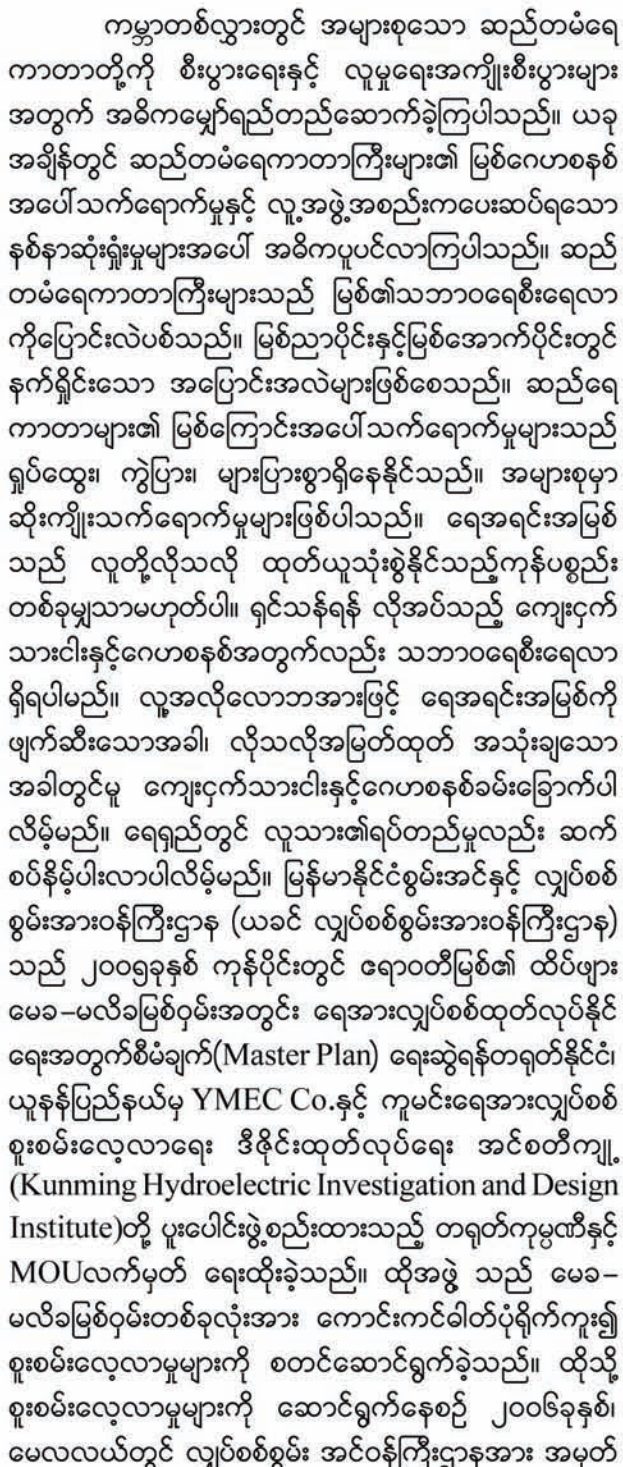 ကမ္ဘာတစ်လွှားတွင် အများစုသော ဆည်တမံရေ
ကာတာတို့ကို စီးပွားရေးနှင့် လူမှုရေးအကျိုးစီးပွားများ
အတွက် အဓိကမျှော်ရည်တည်ဆောက်ခဲ့ကြပါသည်။ ယခု
အချိန်တွင် ဆည်တမံရေကာတာကြီးများ၏ မြစ်ဂေဟစနစ်
အပေါ်သက်ရောက်မှုနှင့် လူ့အဖွဲ့အစည်းကပေးဆပ်ရသော
နစ်နာဆုံးရှုံးမှုများအပေါ် အဓိကပူပင်လာကြပါသည်။ ဆည်
တမံရေကာတာကြီးများသည် မြစ်၏သဘာဝရေစီးရေလာ
ကိုပြောင်းလဲပစ်သည်။ မြစ်ညာပိုင်းနှင့်မြစ်အောက်ပိုင်းတွင်
နက်ရှိုင်းသော အပြောင်းအလဲများဖြစ်စေသည်။ ဆည်ရေ
ကာတာများ၏ မြစ်ကြောင်းအပေါ်သက်ရောက်မှုများသည်
ရှုပ်ထွေး၊ ကွဲပြား၊ များပြားစွာရှိနေနိုင်သည်။ အများစုမှာ
ဆိုးကျိုးသက်ရောက်မှုများဖြစ်ပါသည်။ ရေအရင်းအမြစ်
သည် လူတို့လိုသလို ထုတ်ယူသုံးစွဲနိုင်သည့်ကုန်ပစ္စည်း
တစ်ခုမျှသာမဟုတ်ပါ။ ရှင်သန်ရန် လိုအပ်သည့် ကျေးငှက်
သားငါးနှင့်ဂေဟစနစ်အတွက်လည်း သဘာဝရေစီးရေလာ
ရှိရပါမည်။ လူ့အလိုလောဘအားဖြင့် ရေအရင်းအမြစ်ကို
ဖျက်ဆီးသောအခါ၊ လိုသလိုအမြတ်ထုတ် အသုံးချသော
အခါတွင်မူ ကျေးငှက်သားငါးနှင့်ဂေဟစနစ်ခမ်းခြောက်ပါ
လိမ့်မည်။ ရေရှည်တွင် လူသား၏ရပ်တည်မှုလည်း ဆက်
စပ်နိမ့်ပါးလာပါလိမ့်မည်။ မြန်မာနိုင်ငံစွမ်းအင်နှင့် လျှပ်စစ်
စွမ်းအားဝန်ကြီးဌာန (ယခင် လျှပ်စစ်စွမ်းအားဝန်ကြီးဌာန)
သည် ၂၀၀၅ခုနှစ် ကုန်ပိုင်းတွင် ဧရာဝတီမြစ်၏ ထိပ်ဖျား
မေခ–မလိခမြစ်ဝှမ်းအတွင်း ရေအားလျှပ်စစ်ထုတ်လုပ်နိုင်
ရေးအတွက်စီမံချက်(Master Plan) ရေးဆွဲရန်တရုတ်နိုင်ငံ၊
ယူနန်ပြည်နယ်မှ YMEC Co.နှင့် ကူမင်းရေအားလျှပ်စစ်
စူးစမ်းလေ့လာရေး ဒီဇိုင်းထုတ်လုပ်ရေး အင်စတီကျု့
(Kunming Hydroelectric Investigation and Design
Institute)တို့ ပူးပေါင်းဖွဲ့စည်းထားသည့် တရုတ်ကုမ္ပဏီနှင့်
MOUလက်မှတ် ရေးထိုးခဲ့သည်။ ထိုအဖွဲ့ သည် မေခ–
မလိခမြစ်ဝှမ်းတစ်ခုလုံးအား ကောင်းကင်ဓါတ်ပုံရိုက်ကူး၍
စူးစမ်းလေ့လာမှုများကို စတင်ဆောင်ရွက်ခဲ့သည်။ ထိုသို့
စူးစမ်းလေ့လာမှုများကို ဆောင်ရွက်နေစဉ် ၂၀၀၆ခုနှစ်၊
မေလလယ်တွင် လျှပ်စစ်စွမ်း အင်ဝန်ကြီးဌာနအား အမှတ်